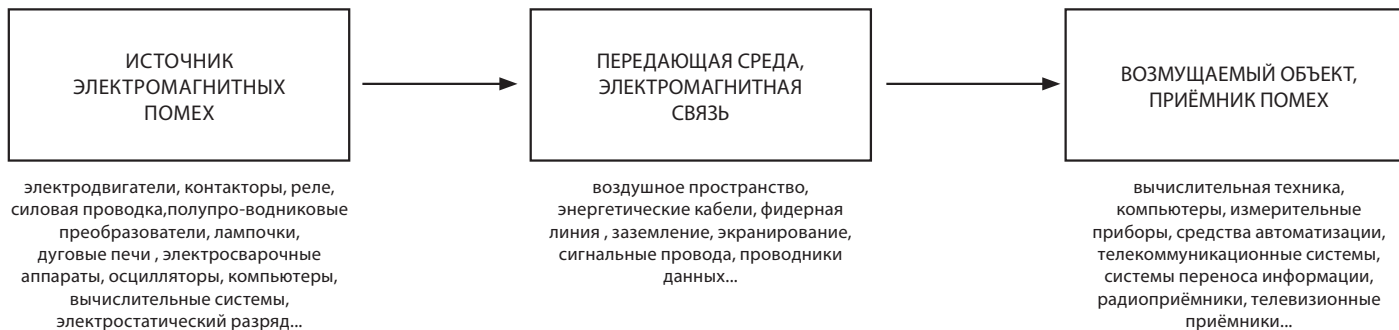 ИСТОЧНИК
ЭЛЕКТРОМАГНИТНЫХ
ПОМЕХ
электродвигатели, контакторы, реле,
силовая проводка,полупро-водниковые
преобразователи, лампочки,
дуговые печи , электросварочные
аппараты, осцилляторы, компьютеры,
вычислительные системы,
электростатический разряд...
ПЕРЕДАЮЩАЯ СРЕДА,
ЭЛЕКТРОМАГНИТНАЯ
СВЯЗЬ
воздушное пространство,
энергетические кабели, фидерная
линия , заземление, экранирование,
сигнальные провода, проводники
данных...
ВОЗМУЩАЕМЫЙ ОБЪЕКТ,
ПРИЁМНИК ПОМЕХ
вычислительная техника,
компьютеры, измерительные
приборы, средства автоматизации,
телекоммуникационные системы,
системы переноса информации,
радиоприёмники, телевизионные
приёмники...